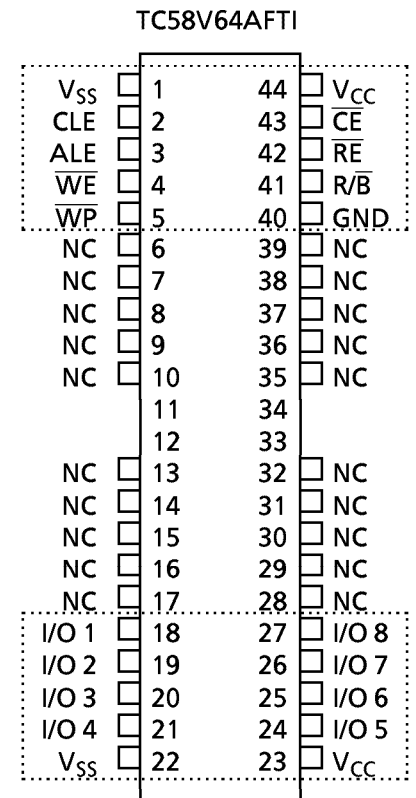 TC58V64AFTI
VSS 1 44 VCC
CLE 2 43 C̅E̅
ALE 3 42 R̅E̅
W̅E̅ 4 41 R/B̅
W̅P̅ 5 40 GND
NC 6 39 NC
NC 7 38 NC
NC 8 37 NC
NC 9 36 NC
NC 10 35 NC
11 34
12 33
NC 13 32 NC
NC 14 31 NC
NC 15 30 NC
NC 16 29 NC
NC 17 28 NC
I/O 1 18 27 I/O 8
I/O 2 19 26 I/O 7
I/O 3 20 25 I/O 6
I/O 4 21 24 I/O 5
VSS 22 23 VCC